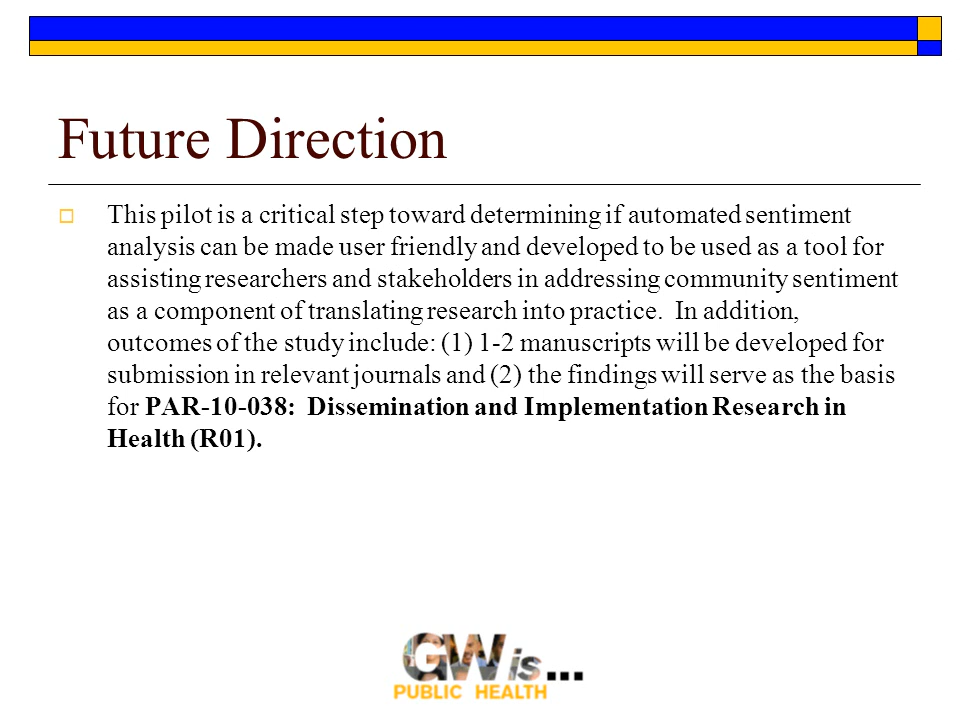 Future Direction
This pilot is a critical step toward determining if automated sentiment
analysis can be made user friendly and developed to be used as a tool for
assisting researchers and stakeholders in addressing community sentiment
as a component of translating research into practice.  In addition,
outcomes of the study include: (1) 1-2 manuscripts will be developed for
submission in relevant journals and (2) the findings will serve as the basis
for PAR-10-038:  Dissemination and Implementation Research in
Health (R01).
GW is...
PUBLIC HEALTH